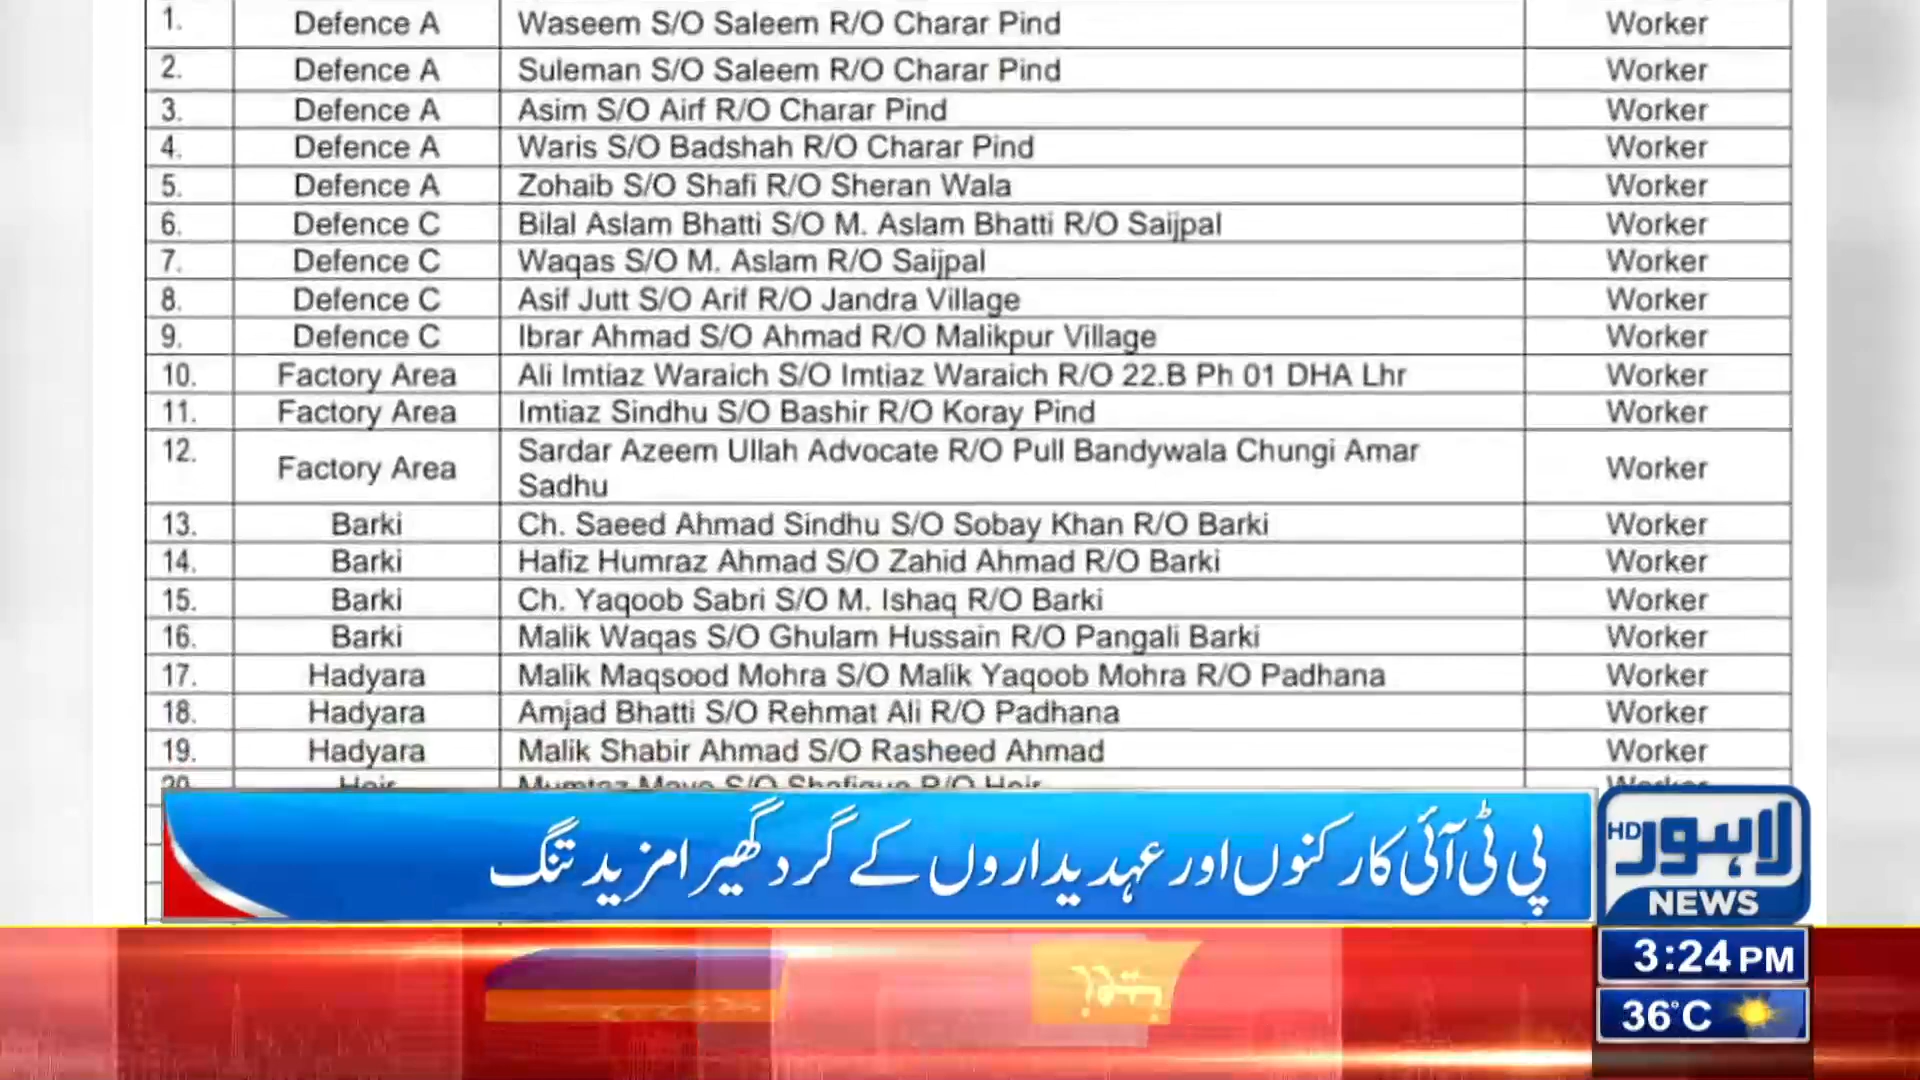 1. Defence A Waseem S/O Saleem R/O Charar Pind Worker
2. Defence A Suleman S/O Saleem R/O Charar Pind Worker
3. Defence A Asim S/O Airf R/O Charar Pind Worker
4. Defence A Waris S/O Badshah R/O Charar Pind Worker
5. Defence A Zohaib S/O Shafi R/O Sheran Wala Worker
6. Defence C Bilal Aslam Bhatti S/O M. Aslam Bhatti R/O Saijpal Worker
7. Defence C Waqas S/O M. Aslam R/O Saijpal Worker
8. Defence C Asif Jutt S/O Arif R/O Jandra Village Worker
9. Defence C Ibrar Ahmad S/O Ahmad R/O Malikpur Village Worker
10. Factory Area Ali Imtiaz Waraich S/O Imtiaz Waraich R/O 22.B Ph 01 DHA Lhr Worker
11. Factory Area Imtiaz Sindhu S/O Bashir R/O Koray Pind Worker
12. Factory Area Sardar Azeem Ullah Advocate R/O Pull Bandywala Chungi Amar Worker
Sadhu
13. Barki Ch. Saeed Ahmad Sindhu S/O Sobay Khan R/O Barki Worker
14. Barki Hafiz Humraz Ahmad S/O Zahid Ahmad R/O Barki Worker
15. Barki Ch. Yaqoob Sabri S/O M. Ishaq R/O Barki Worker
16. Barki Malik Waqas S/O Ghulam Hussain R/O Pangali Barki Worker
17. Hadyara Malik Maqsood Mohra S/O Malik Yaqoob Mohra R/O Padhana Worker
18. Hadyara Amjad Bhatti S/O Rehmat Ali R/O Padhana Worker
19. Hadyara Malik Shabir Ahmad S/O Rasheed Ahmad Worker
20. Heir Mumtaz Mayo S/O Shafique R/O Heir Worker
پی ٹی آئی کارکنوں اور عہدیداروں کے گرد گھیرا مزید تنگ
لاہور HD
NEWS
3:24 PM
36°C